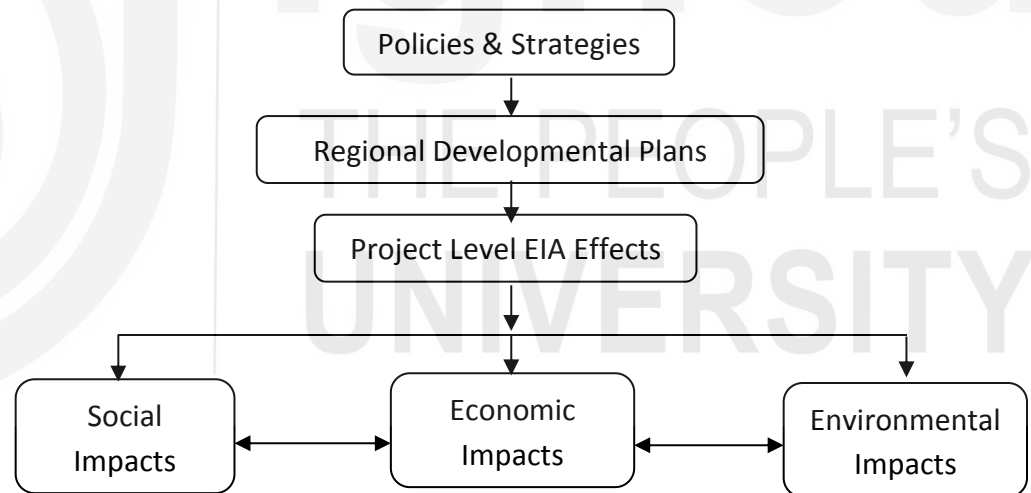 Policies & Strategies
Regional Developmental Plans
THE PEOPLE'S
Project Level EIA Effects
UNIVERSITY
Social
Impacts
Economic
Impacts
Environmental
Impacts